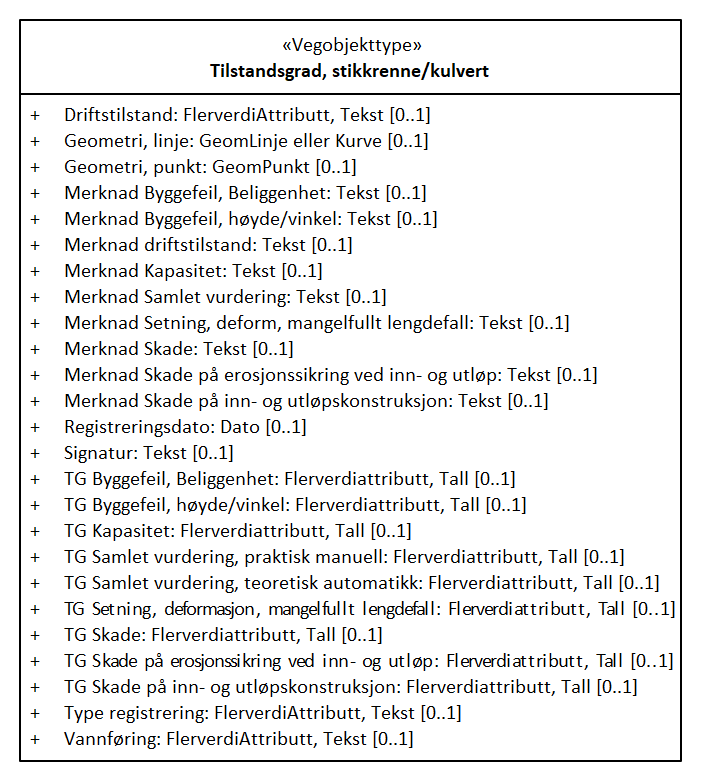 «Vegobjekttype»
Tilstandsgrad, stikkrenne/kulvert
+ Driftstilstand: FlerverdiAttributt, Tekst [0..1]
+ Geometri, linje: GeomLinje eller Kurve [0..1]
+ Geometri, punkt: GeomPunkt [0..1]
+ Merknad Byggefeil, Beliggenhet: Tekst [0..1]
+ Merknad Byggefeil, høyde/vinkel: Tekst [0..1]
+ Merknad driftstilstand: Tekst [0..1]
+ Merknad Kapasitet: Tekst [0..1]
+ Merknad Samlet vurdering: Tekst [0..1]
+ Merknad Setning, deform, mangelfullt lengdefall: Tekst [0..1]
+ Merknad Skade: Tekst [0..1]
+ Merknad Skade på erosjonssikring ved inn- og utløp: Tekst [0..1]
+ Merknad Skade på inn- og utløpskonstruksjon: Tekst [0..1]
+ Registreringsdato: Dato [0..1]
+ Signatur: Tekst [0..1]
+ TG Byggefeil, Beliggenhet: Flerverdiattributt, Tall [0..1]
+ TG Byggefeil, høyde/vinkel: Flerverdiattributt, Tall [0..1]
+ TG Kapasitet: Flerverdiattributt, Tall [0..1]
+ TG Samlet vurdering, praktisk manuell: Flerverdiattributt, Tall [0..1]
+ TG Samlet vurdering, teoretisk automatikk: Flerverdiattributt, Tall [0..1]
+ TG Setning, deformasjon, mangelfullt lengdefall: Flerverdiattributt, Tall [0..1]
+ TG Skade: Flerverdiattributt, Tall [0..1]
+ TG Skade på erosjonssikring ved inn- og utløp: Flerverdiattributt, Tall [0..1]
+ TG Skade på inn- og utløpskonstruksjon: Flerverdiattributt, Tall [0..1]
+ Type registrering: FlerverdiAttributt, Tekst [0..1]
+ Vannføring: FlerverdiAttributt, Tekst [0..1]